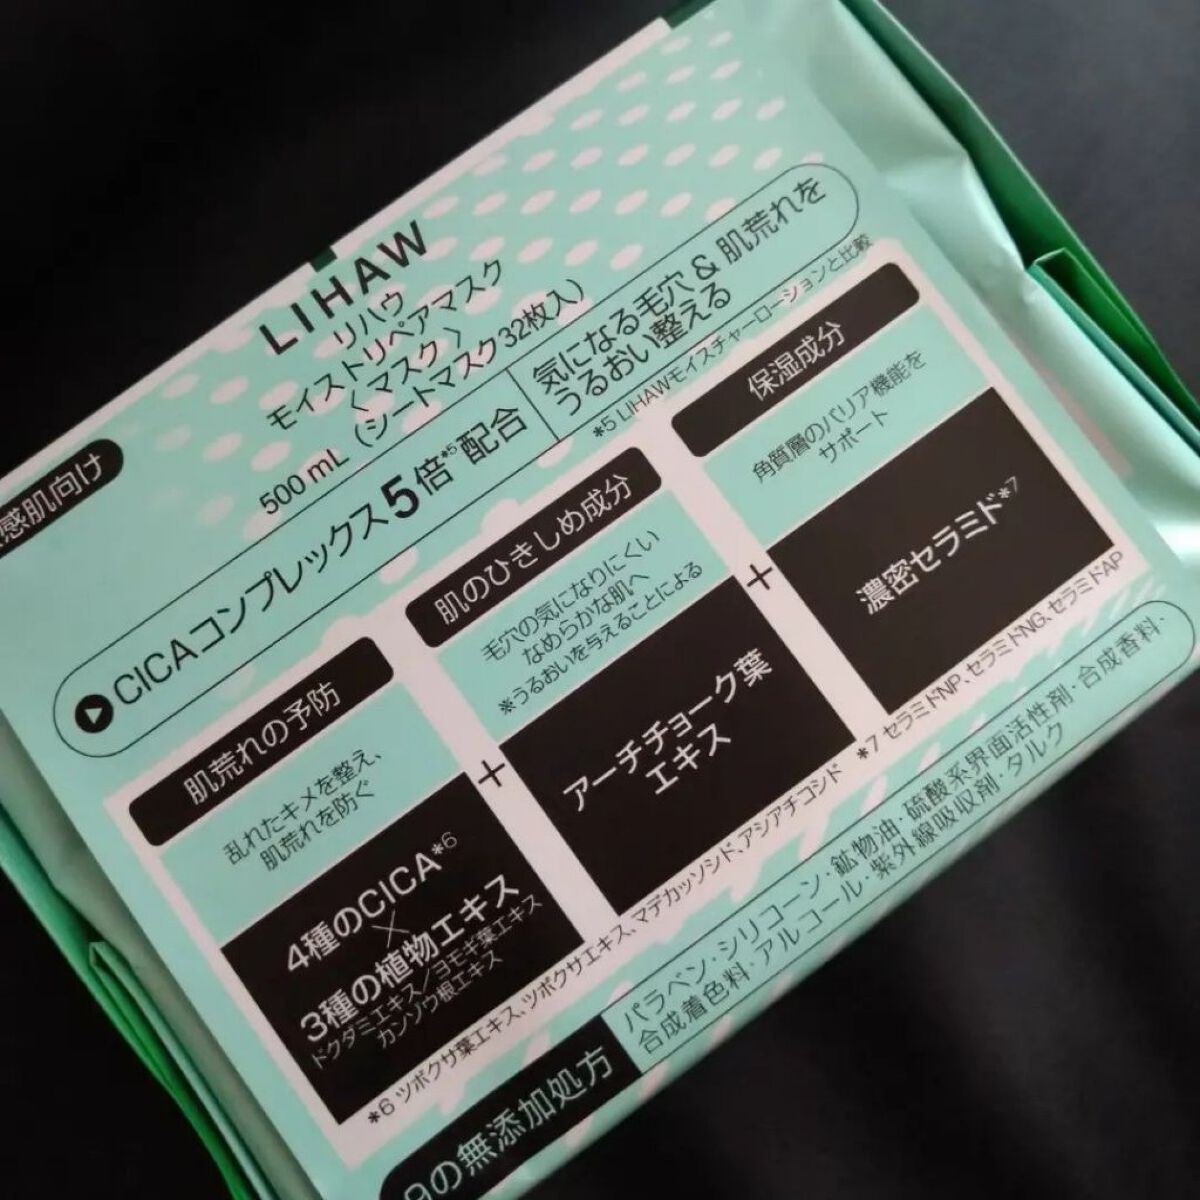 LIHAW
リハウ
モイストリペアマスク
〈マスク〉
500 mL (シートマスク32枚入)
感肌向け
CICAコンプレックス5倍*5配合
気になる毛穴&肌荒れを
うるおい整える
*5 LIHAWモイスチャーローションと比較
肌荒れの予防
乱れたキメを整え、
肌荒れを防ぐ
4種のCICA*6
×
3種の植物エキス
ドクダミエキス/ヨモギ葉エキス
カンゾウ根エキス
+
肌のひきしめ成分
毛穴の気になりにくい
なめらかな肌へ
※うるおいを与えることによる
アーチチョーク葉
エキス
+
保湿成分
角質層のバリア機能を
サポート
濃密セラミド*7
*6 ツボクサ葉エキス、ツボクサエキス、マデカッソシド、アシアチコシド
*7 セラミドNP、セラミドNG、セラミドAP
9の無添加処方
パラベン・シリコーン・鉱物油・硫酸系界面活性剤・合成香料・
合成着色料・アルコール・紫外線吸収剤・タルク